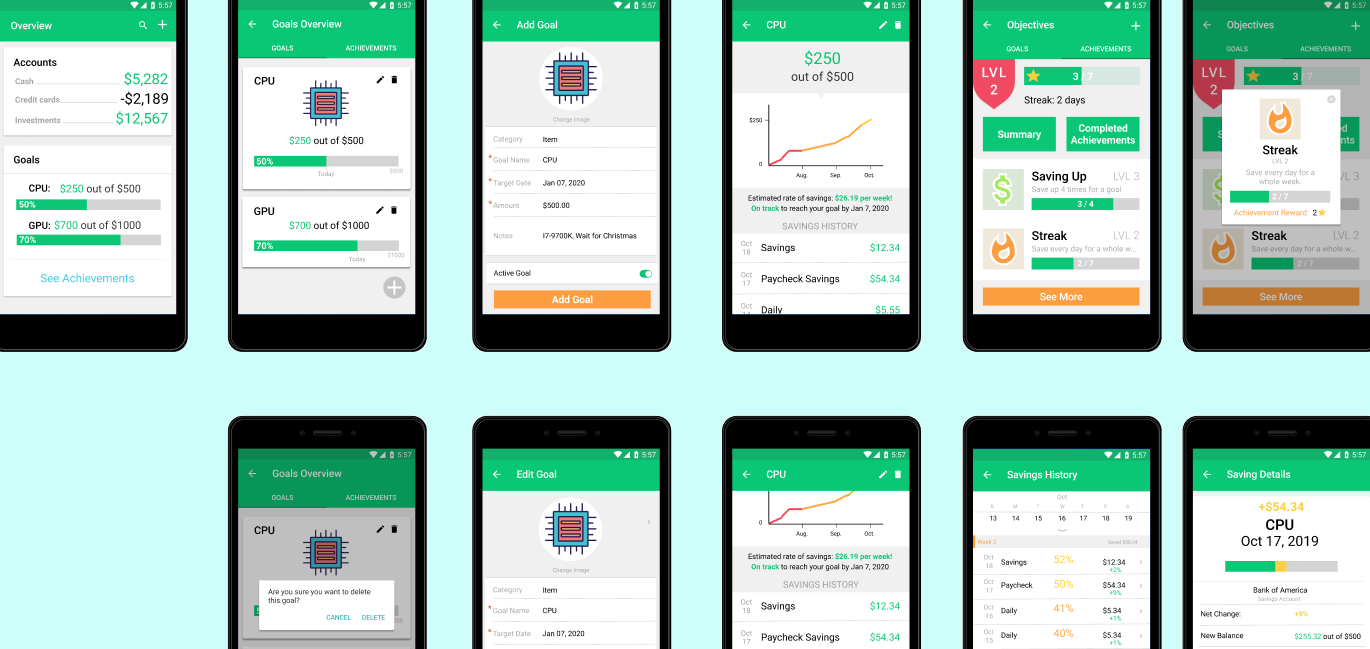 5:57
Overview
Accounts
Cash $5,282
Credit cards -$2,189
Investments $12,567
Goals
CPU: $250 out of $500
50%
GPU: $700 out of $1000
70%
See Achievements
5:57
Goals Overview
GOALS ACHIEVEMENTS
CPU
$250 out of $500
50%
Today $500
GPU
$700 out of $1000
70%
Today $1000
5:57
Add Goal
Change Image
Category Item
* Goal Name CPU
* Target Date Jan 07, 2020
* Amount $500.00
Notes I7-9700K, Wait for Christmas
Active Goal
Add Goal
5:57
CPU
$250
out of $500
$250
0
Aug. Sep. Oct.
Estimated rate of savings: $26.19 per week!
On track to reach your goal by Jan 7, 2020
SAVINGS HISTORY
Oct 18 Savings $12.34
Oct 17 Paycheck Savings $54.34
Oct Daily $5.55
5:57
Objectives
GOALS ACHIEVEMENTS
LVL 2
3 / 7
Streak: 2 days
Summary
Completed Achievements
Saving Up LVL 3
Save up 4 times for a goal
3 / 4
Streak LVL 2
Save every day for a whole w...
2 / 7
See More
5:57
Objectives
GOALS ACHIEVEMENTS
LVL 2
3 / 7
S
d
nts
Streak
LVL 2
Save every day for a
whole week.
2 / 7
Achievement Reward: 2
LVL 3
Streak LVL 2
Save every day for a whole w...
2 / 7
See More
5:57
Goals Overview
GOALS ACHIEVEMENTS
CPU
Are you sure you want to delete
this goal?
CANCEL DELETE
5:57
Edit Goal
Change Image
Category Item
* Goal Name CPU
* Target Date Jan 07, 2020
5:57
CPU
0
Aug. Sep. Oct.
Estimated rate of savings: $26.19 per week!
On track to reach your goal by Jan 7, 2020
SAVINGS HISTORY
Oct 18 Savings $12.34
Oct 17 Paycheck Savings $54.34
5:57
Savings History
Oct
S M T W T F S
13 14 15 16 17 18 19
Week 3
Oct 18 Savings 52% $12.34 +2%
Oct 17 Paycheck 50% $54.34 +9%
Oct 16 Daily 41% $5.34 +1%
Oct 15 Daily 40% $5.34 +1%
5:57
Saving Details
+$54.34
CPU
Oct 17, 2019
Bank of America
Savings Account
Net Change: +9%
New Balance $255.32 out of $500